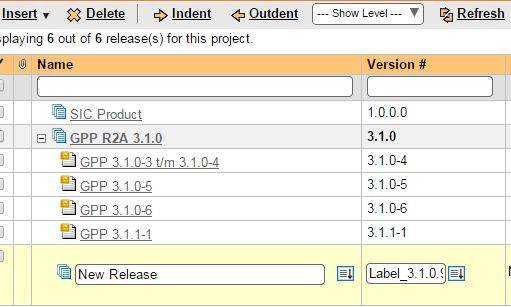 Insert ▾ Delete Indent Outdent --- Show Level --- ▼ Refresh
playing 6 out of 6 release(s) for this project.
Name Version #
SIC Product 1.0.0.0
GPP R2A 3.1.0 3.1.0
GPP 3.1.0-3 t/m 3.1.0-4 3.1.0-4
GPP 3.1.0-5 3.1.0-5
GPP 3.1.0-6 3.1.0-6
GPP 3.1.1-1 3.1.1-1
New Release Label_3.1.0.9